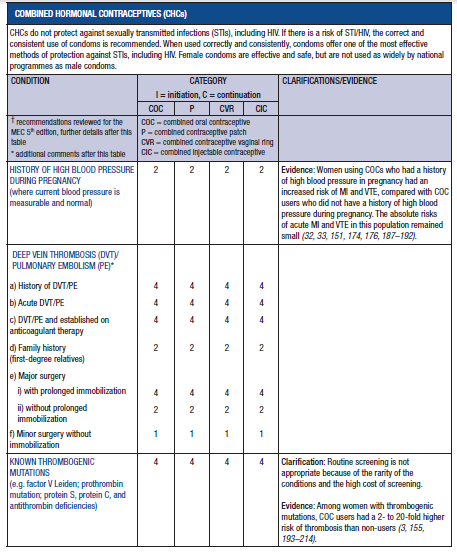 COMBINED HORMONAL CONTRACEPTIVES (CHCs)
CHCs do not protect against sexually transmitted infections (STIs), including HIV. If there is a risk of STI/HIV, the correct and
consistent use of condoms is recommended. When used correctly and consistently, condoms offer one of the most effective
methods of protection against STIs, including HIV. Female condoms are effective and safe, but are not used as widely by national
programmes as male condoms.
CONDITION CATEGORY CLARIFICATIONS/EVIDENCE
I = initiation, C = continuation
COC P CVR CIC
† recommendations reviewed for the
MEC 5th edition, further details after this
table
* additional comments after this table
COC = combined oral contraceptive
P = combined contraceptive patch
CVR = combined contraceptive vaginal ring
CIC = combined injectable contraceptive
HISTORY OF HIGH BLOOD PRESSURE
DURING PREGNANCY
(where current blood pressure is
measurable and normal)
2 2 2 2
Evidence: Women using COCs who had a history
of high blood pressure in pregnancy had an
increased risk of MI and VTE, compared with COC
users who did not have a history of high blood
pressure during pregnancy. The absolute risks
of acute MI and VTE in this population remained
small (32, 33, 151, 174, 176, 187–192).
DEEP VEIN THROMBOSIS (DVT)/
PULMONARY EMBOLISM (PE)*
a) History of DVT/PE 4 4 4 4
b) Acute DVT/PE 4 4 4 4
c) DVT/PE and established on 4 4 4 4
anticoagulant therapy
d) Family history 2 2 2 2
(first-degree relatives)
e) Major surgery
i) with prolonged immobilization 4 4 4 4
ii) without prolonged 2 2 2 2
immobilization
f) Minor surgery without 1 1 1 1
immobilization
KNOWN THROMBOGENIC
MUTATIONS
(e.g. factor V Leiden; prothrombin
mutation; protein S, protein C, and
antithrombin deficiencies)
4 4 4 4
Clarification: Routine screening is not
appropriate because of the rarity of the
conditions and the high cost of screening.
Evidence: Among women with thrombogenic
mutations, COC users had a 2- to 20-fold higher
risk of thrombosis than non-users (3, 155,
193–214).